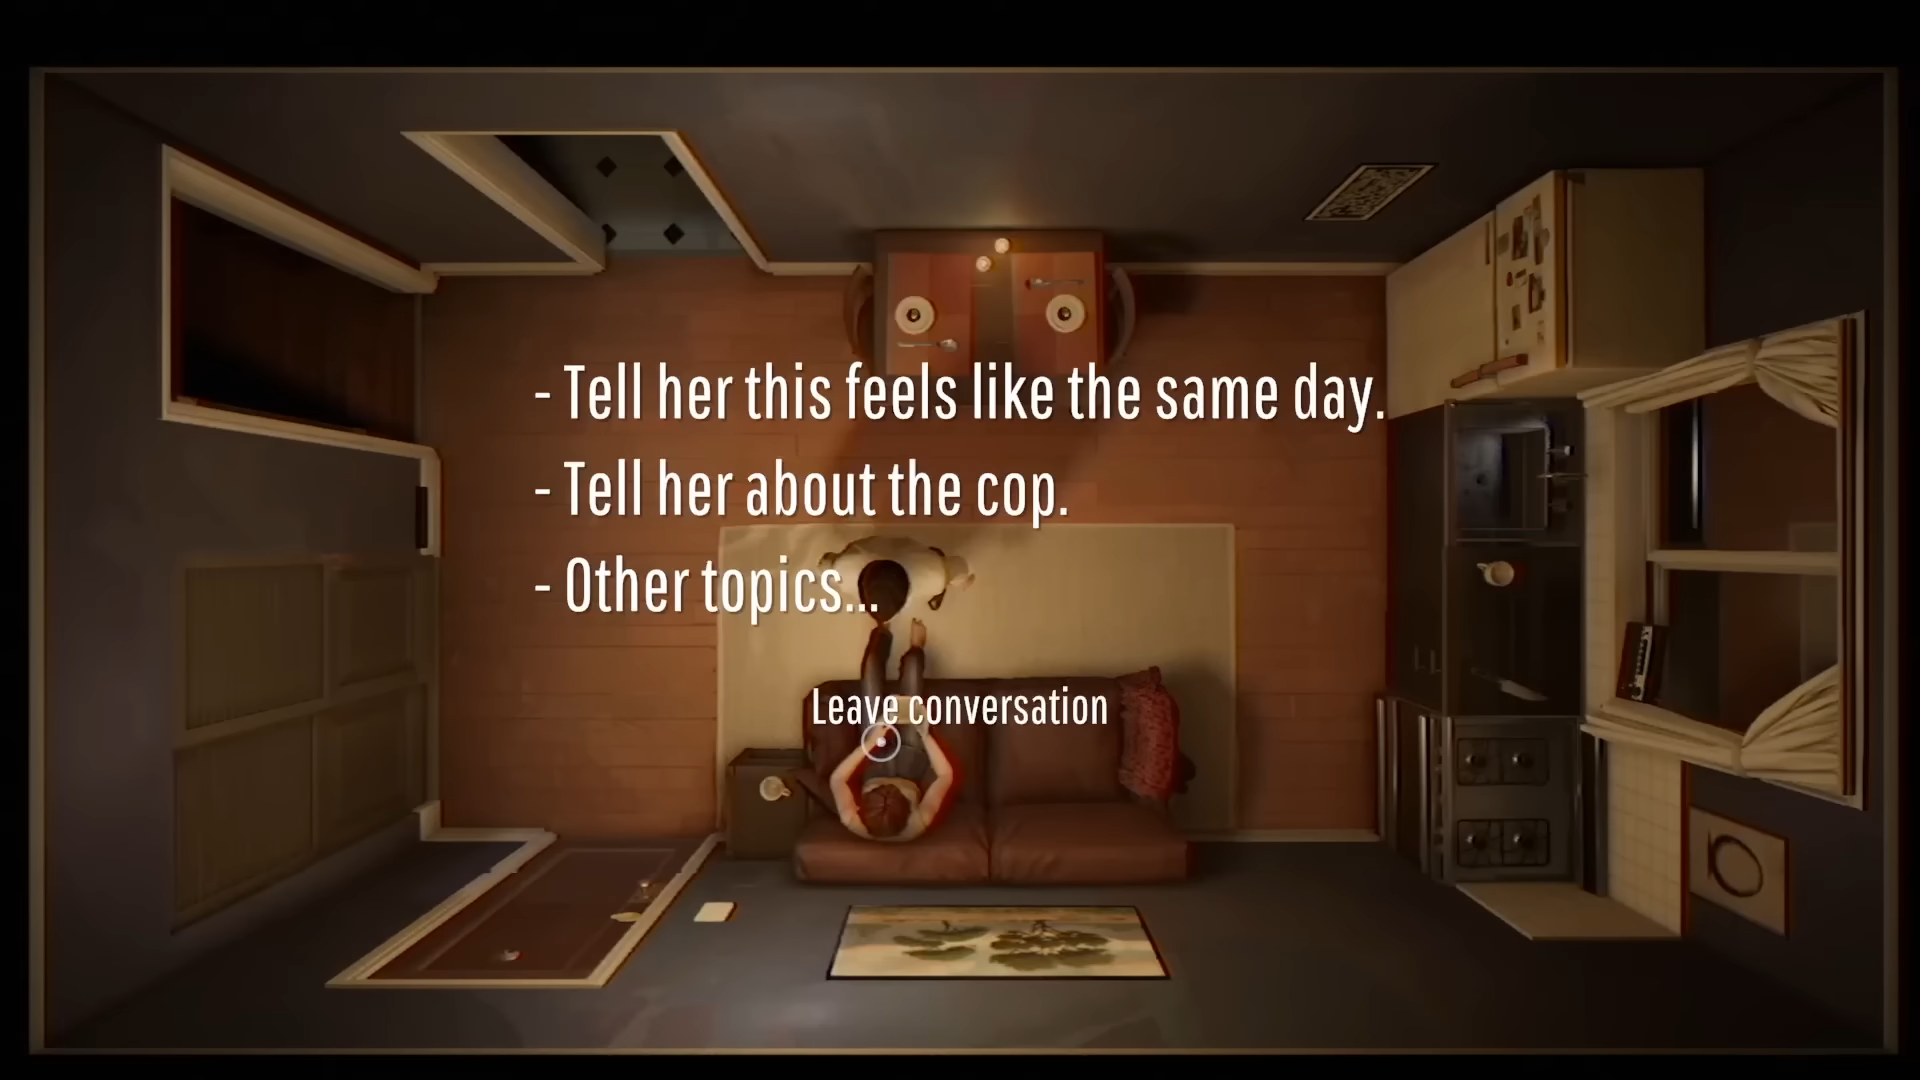 - Tell her this feels like the same day.
- Tell her about the cop.
- Other topics...
Leave conversation